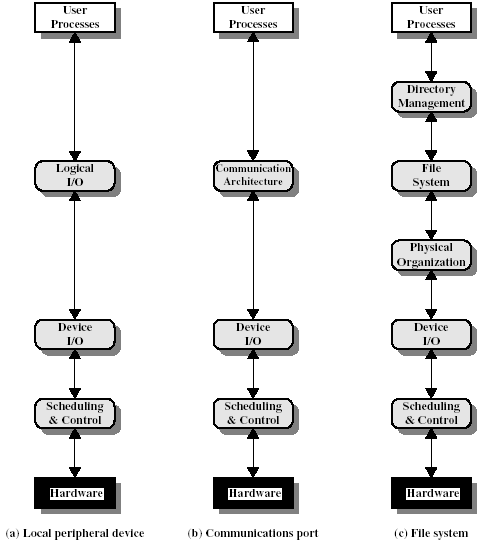 User
Processes
Logical
I/O
Device
I/O
Scheduling
& Control
Hardware
(a) Local peripheral device
User
Processes
Communication
Architecture
Device
I/O
Scheduling
& Control
Hardware
(b) Communications port
User
Processes
Directory
Management
File
System
Physical
Organization
Device
I/O
Scheduling
& Control
Hardware
(c) File system